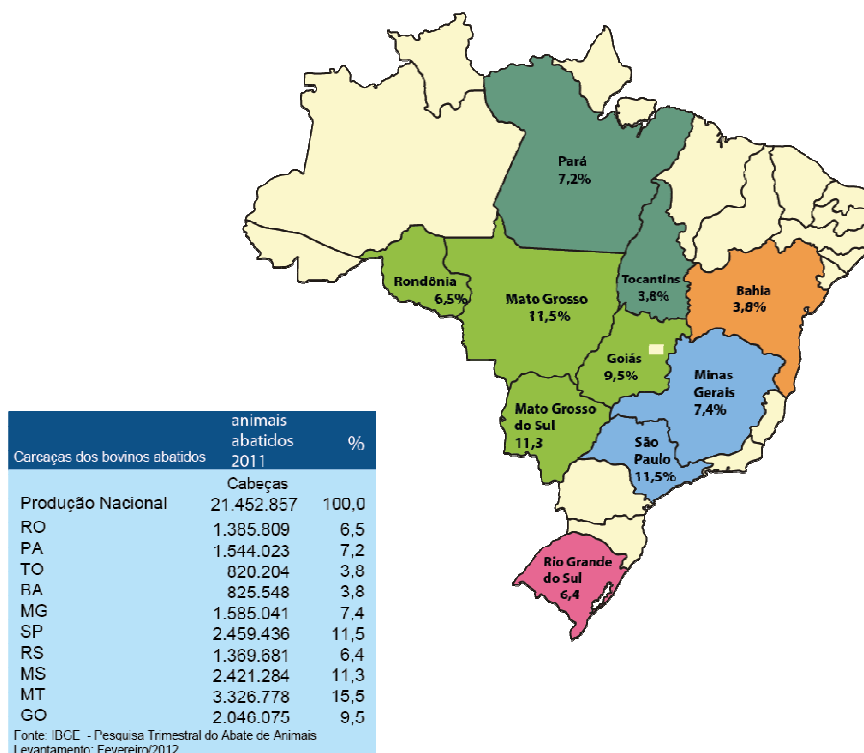 Pará
7,2%
Rondônia
6,5%
Mato Grosso
11,5%
Tocantins
3,8%
Bahia
3,8%
Goiás
9,5%
Minas
Gerais
7,4%
Mato Grosso
do Sul
11,3
São
Paulo
11,5%
Rio Grande
do Sul
6,4
Carcaças dos bovinos abatidos animais abatidos 2011 %
Cabeças
Produção Nacional 21.452.857 100,0
RO 1.385.809 6,5
PA 1.544.023 7,2
TO 820.204 3,8
BA 825.548 3,8
MG 1.585.041 7,4
SP 2.459.436 11,5
RS 1.369.681 6,4
MS 2.421.284 11,3
MT 3.326.778 15,5
GO 2.046.075 9,5
Fonte: IBGE - Pesquisa Trimestral do Abate de Animais
Levantamento: Fevereiro/2012